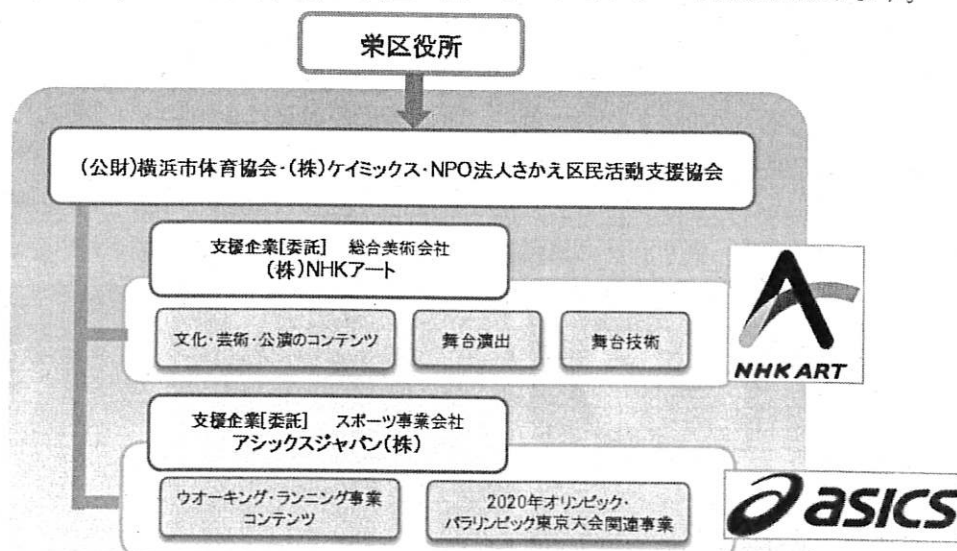 栄区役所
(公財)横浜市体育協会・(株)ケイミックス・NPO法人さかえ区民活動支援協会
支援企業[委託] 総合美術会社
(株)NHKアート
文化・芸術・公演のコンテンツ
舞台演出
舞台技術
NHK ART
支援企業[委託] スポーツ事業会社
アシックスジャパン(株)
ウオーキング・ランニング事業
コンテンツ
2020年オリンピック・
パラリンピック東京大会関連事業
asics